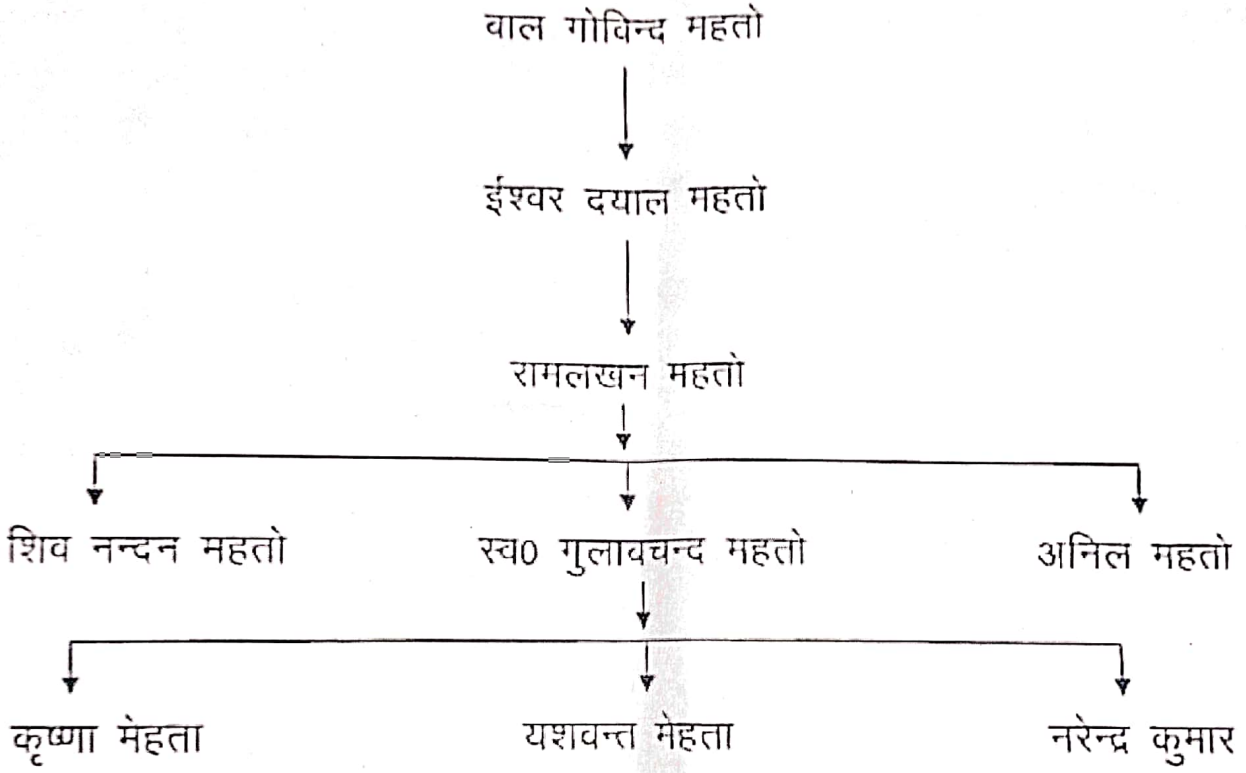 वाल गोविन्द महतो
ईश्वर दयाल महतो
रामलखन महतो
शिव नन्दन महतो स्व0 गुलावचन्द महतो अनिल महतो
कृष्णा मेहता यशवन्त मेहता नरेन्द्र कुमार